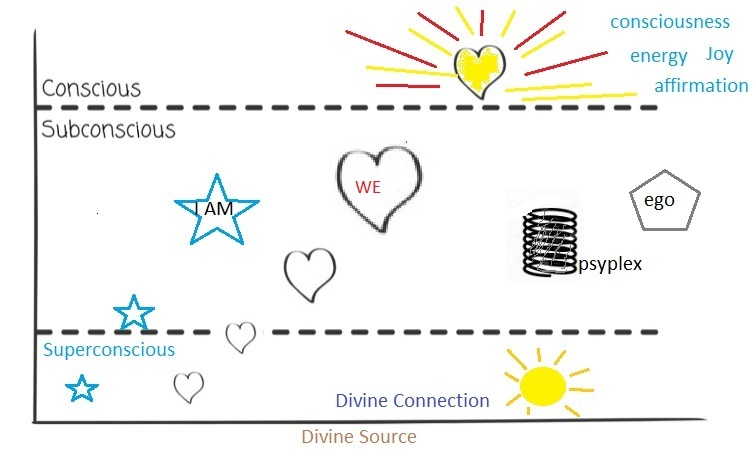 consciousness
energy Joy
affirmation
Conscious
Subconscious
I AM
WE
ego
psyplex
Superconscious
Divine Connection
Divine Source